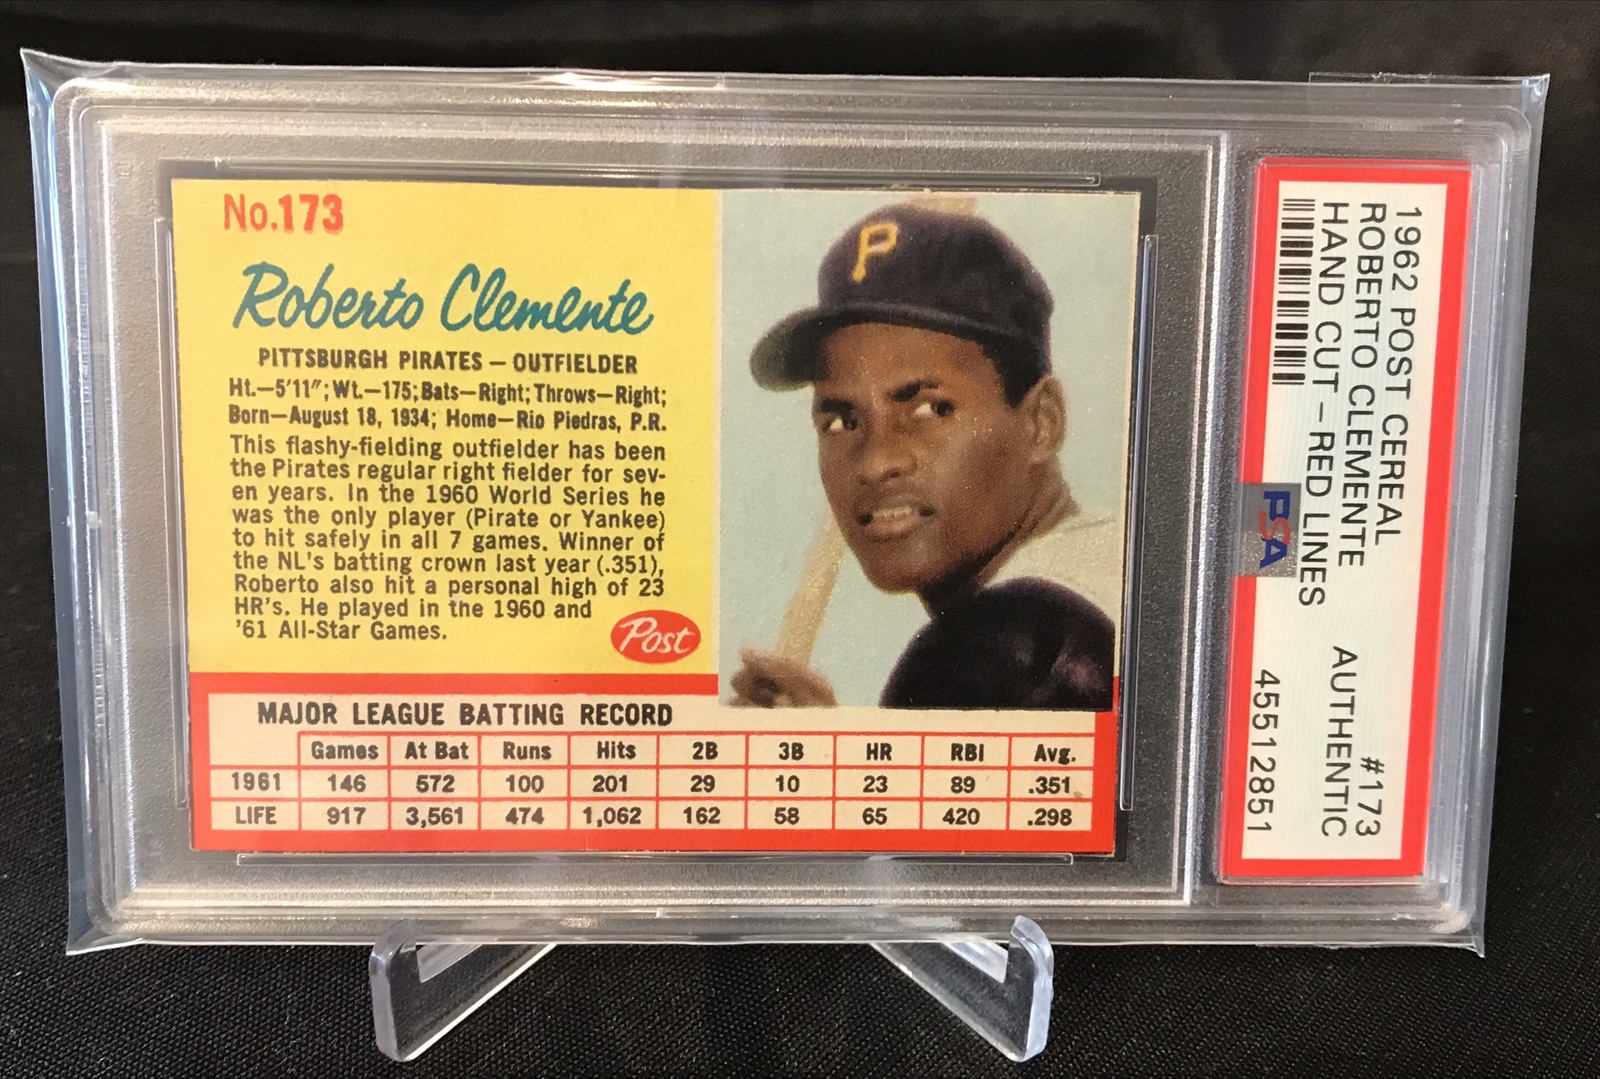 No.173
Roberto Clemente
PITTSBURGH PIRATES — OUTFIELDER
Ht.—5'11"; Wt.—175; Bats—Right; Throws—Right;
Born—August 18, 1934; Home—Rio Piedras, P.R.
This flashy-fielding outfielder has been
the Pirates regular right fielder for sev-
en years. In the 1960 World Series he
was the only player (Pirate or Yankee)
to hit safely in all 7 games. Winner of
the NL's batting crown last year (.351),
Roberto also hit a personal high of 23
HR's. He played in the 1960 and
'61 All-Star Games.
Post
P
MAJOR LEAGUE BATTING RECORD
Games At Bat Runs Hits 2B 3B HR RBI Avg.
1961 146 572 100 201 29 10 23 89 .351
LIFE 917 3,561 474 1,062 162 58 65 420 .298
1962 POST CEREAL #173
ROBERTO CLEMENTE AUTHENTIC
HAND CUT – RED LINES
45512851
PSA